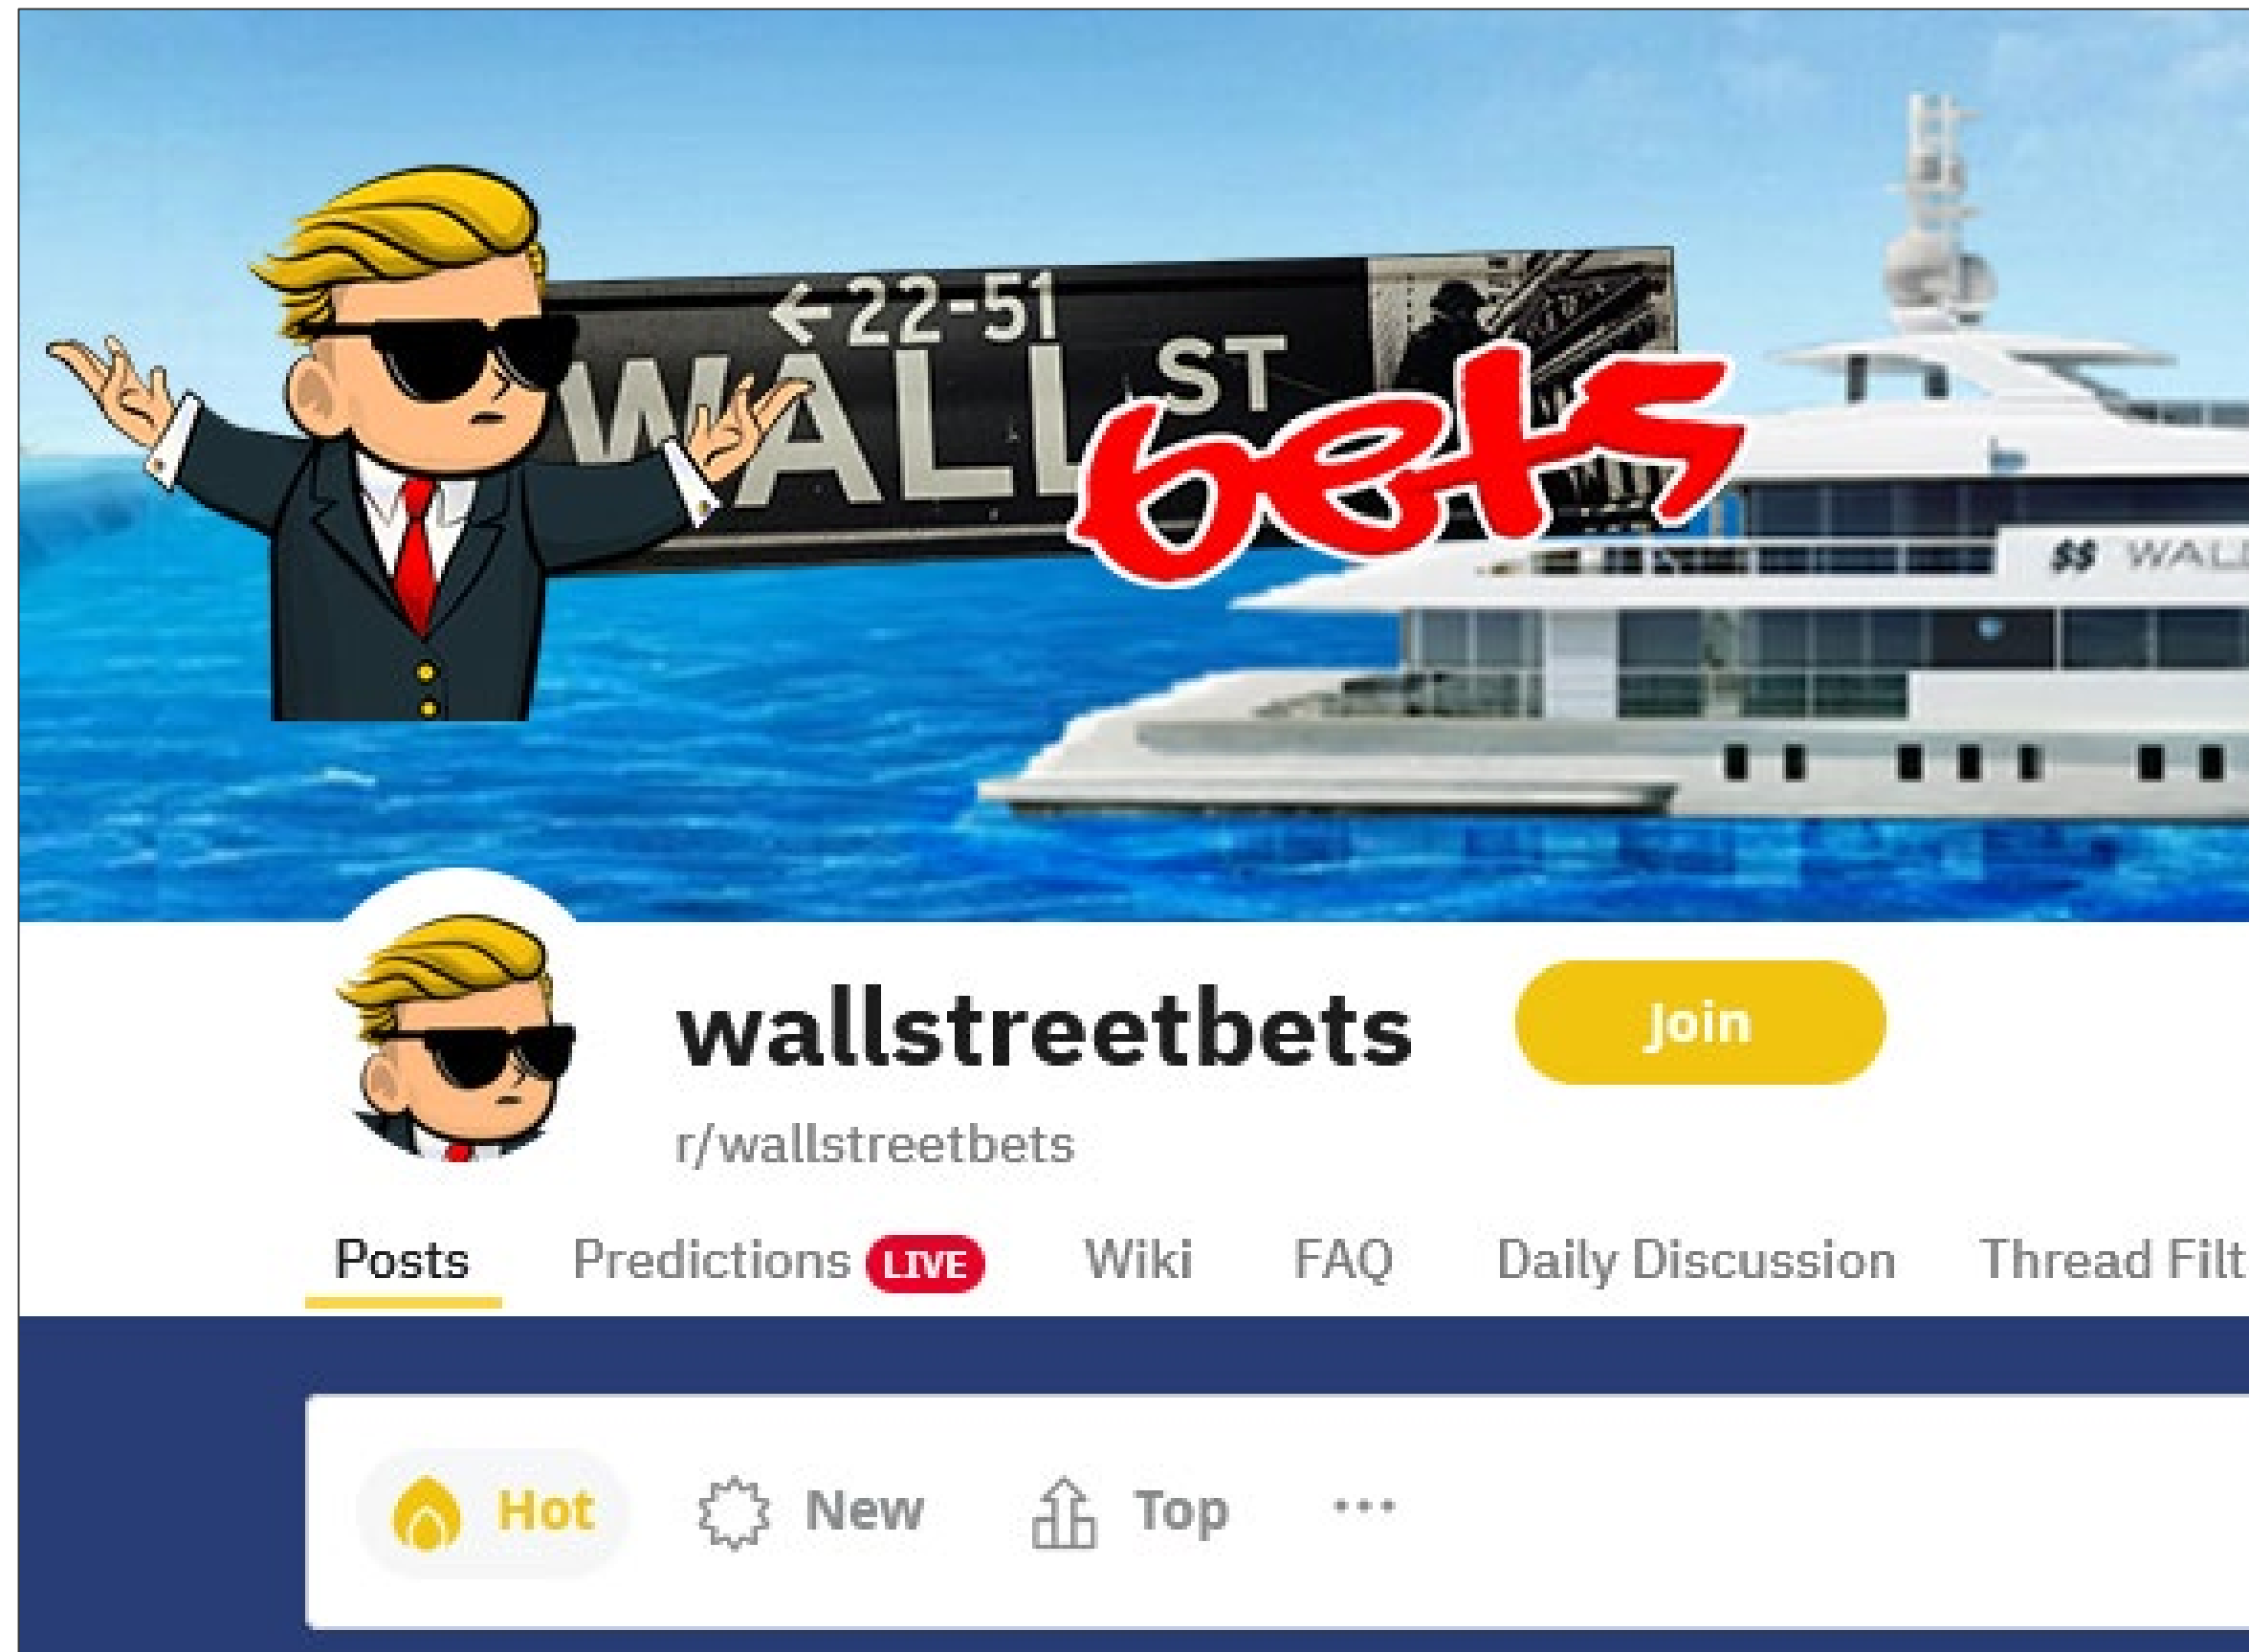 ←22-51
WALL ST
bets
$$ WALL
wallstreetbets
Join
r/wallstreetbets
Posts Predictions LIVE Wiki FAQ Daily Discussion Thread Filt
Hot New Top ...